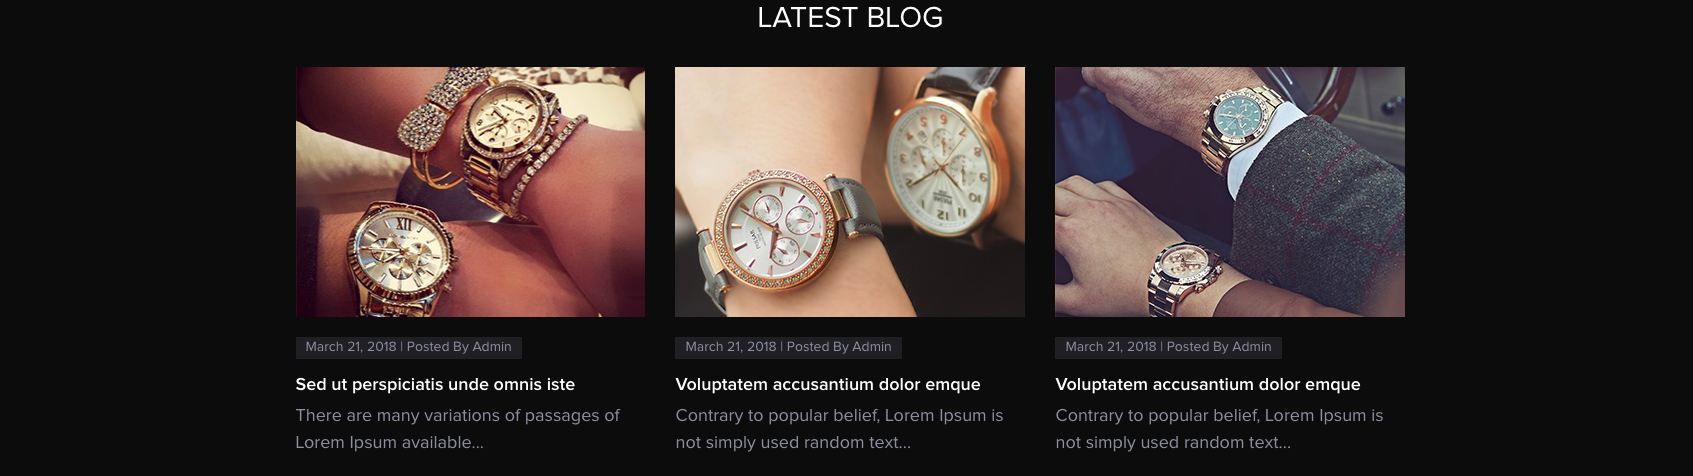 LATEST BLOG
March 21, 2018 | Posted By Admin
Sed ut perspiciatis unde omnis iste
There are many variations of passages of
Lorem Ipsum available...
PULSAR
March 21, 2018 | Posted By Admin
Voluptatem accusantium dolor emque
Contrary to popular belief, Lorem Ipsum is
not simply used random text...
March 21, 2018 | Posted By Admin
Voluptatem accusantium dolor emque
Contrary to popular belief, Lorem Ipsum is
not simply used random text...